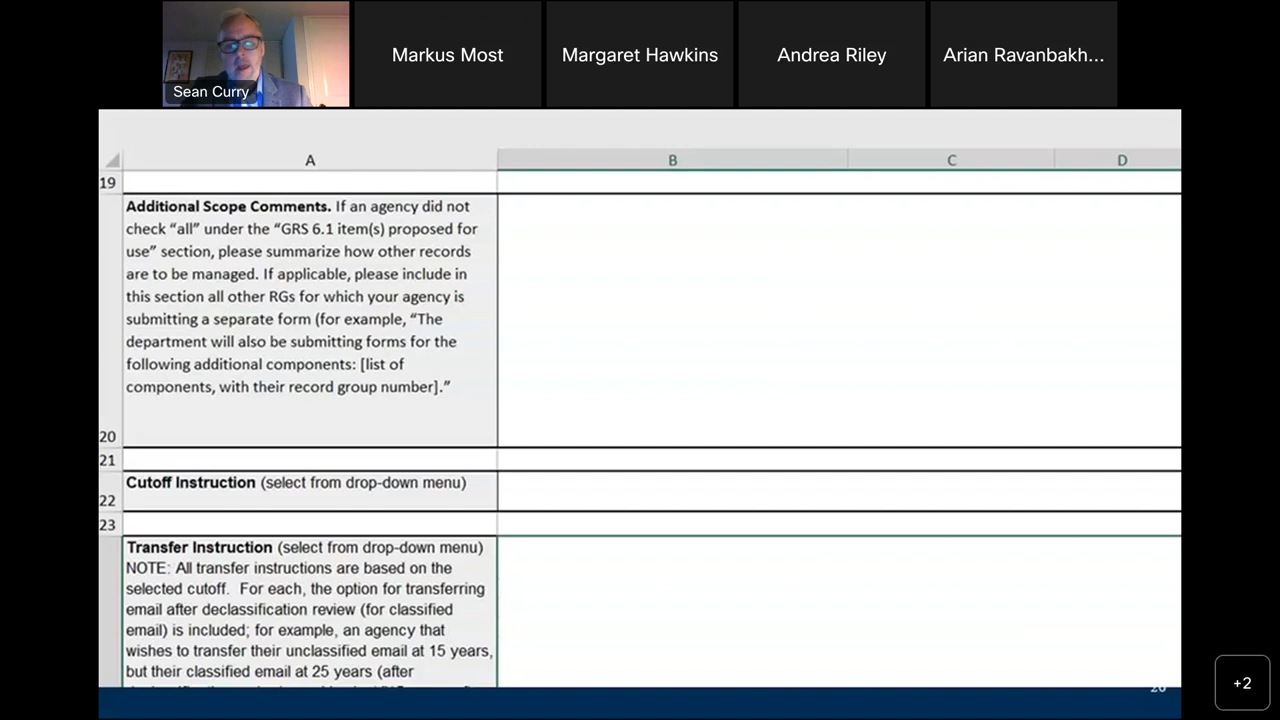 Sean Curry
Markus Most
Margaret Hawkins
Andrea Riley
Arian Ravanbakh...
A
B
C
D
19
Additional Scope Comments. If an agency did not
check “all” under the “GRS 6.1 item(s) proposed for
use” section, please summarize how other records
are to be managed. If applicable, please include in
this section all other RGs for which your agency is
submitting a separate form (for example, “The
department will also be submitting forms for the
following additional components: [list of
components, with their record group number].”
20
21
Cutoff Instruction (select from drop-down menu)
22
23
Transfer Instruction (select from drop-down menu)
NOTE: All transfer instructions are based on the
selected cutoff.  For each, the option for transferring
email after declassification review (for classified
email) is included; for example, an agency that
wishes to transfer their unclassified email at 15 years,
but their classified email at 25 years (after
+2